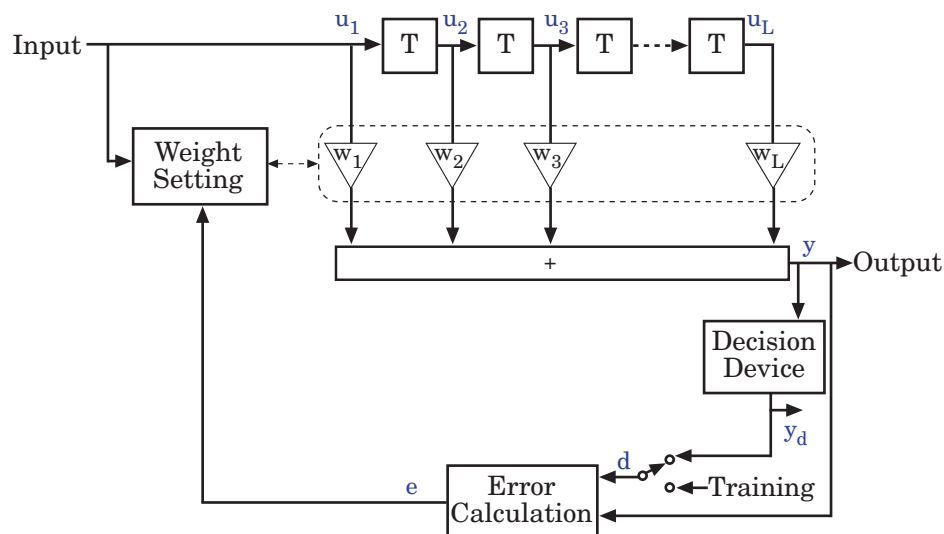 u1 u2 u3 uL
Input T T T T
w1 w2 w3 wL
Weight
Setting
+
y
Output
Decision
Device
yd
d
Training
e
Error
Calculation